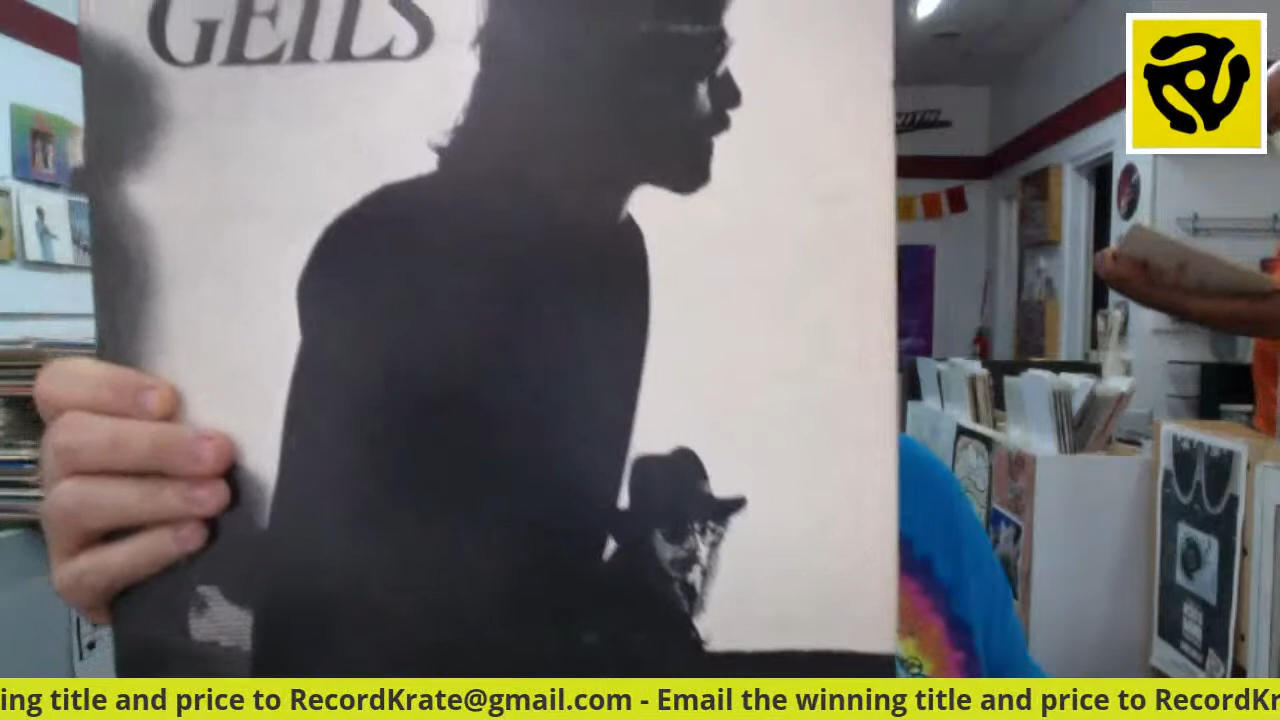 GEILS
ing title and price to RecordKrate@gmail.com - Email the winning title and price to RecordKr